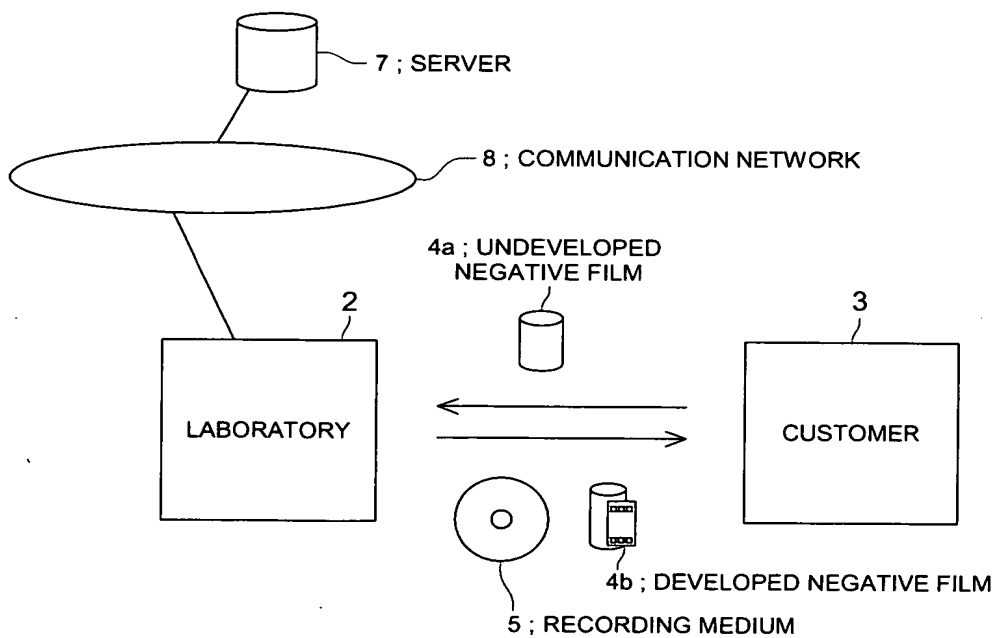 7 ; SERVER
8 ; COMMUNICATION NETWORK
4a ; UNDEVELOPED
NEGATIVE FILM
2
3
LABORATORY
CUSTOMER
4b ; DEVELOPED NEGATIVE FILM
5 ; RECORDING MEDIUM